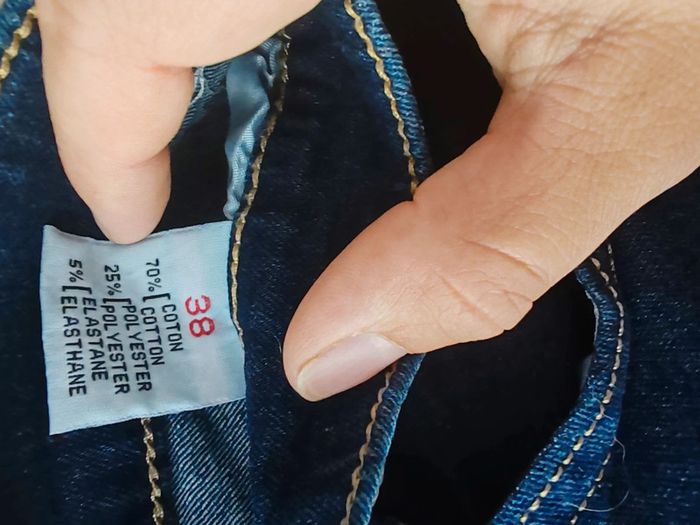 38
70% [ COTON
COTTON
25% [ POLYESTER
POLYESTER
5% [ ELASTANE
ELASTHANE